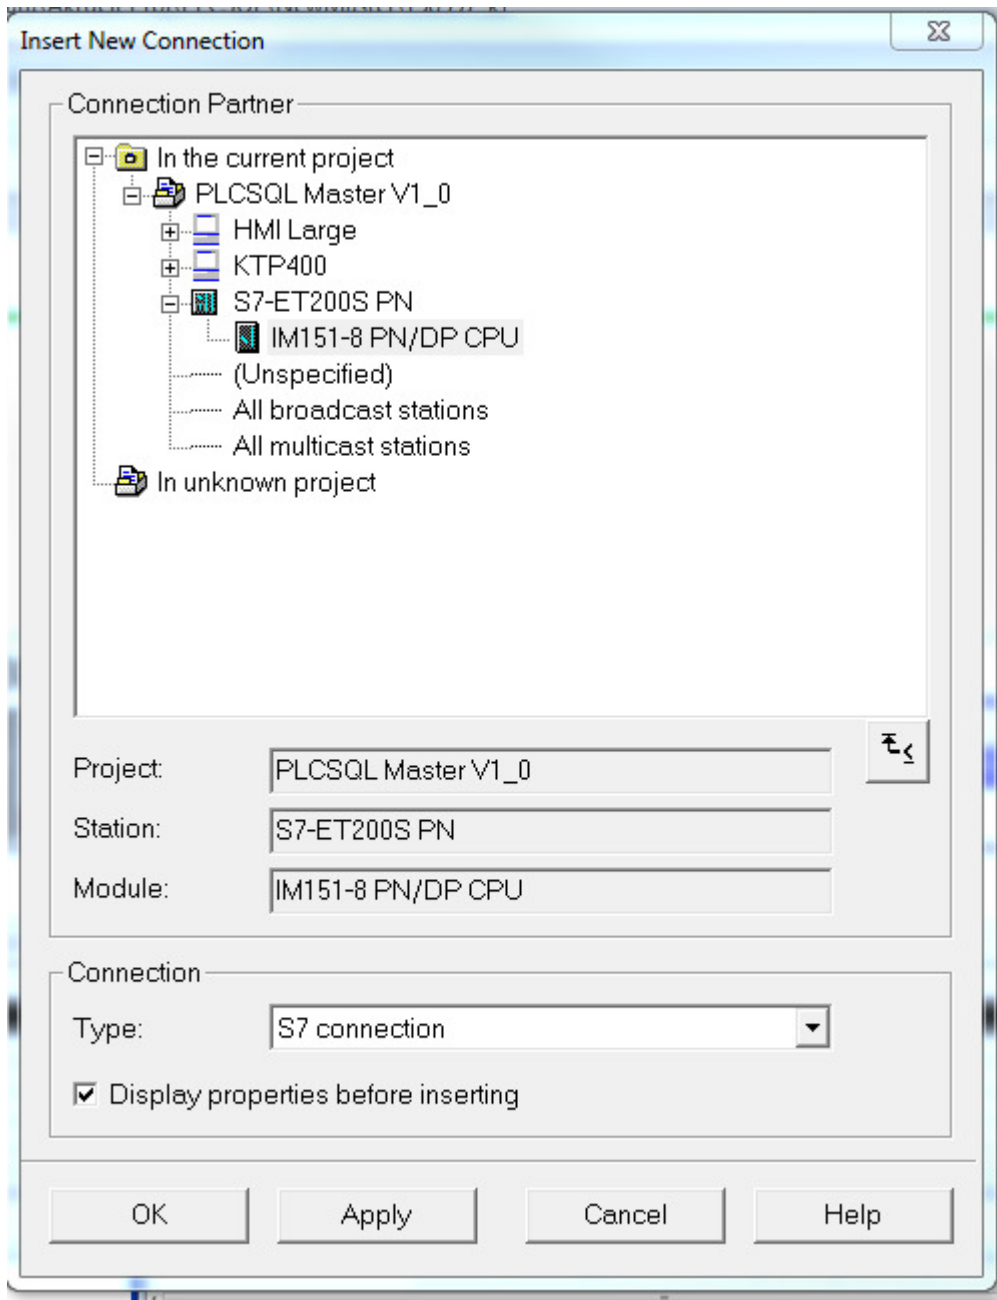 Insert New Connection
Connection Partner
In the current project
PLCSQL Master V1_0
HMI Large
KTP400
S7-ET200S PN
IM151-8 PN/DP CPU
(Unspecified)
All broadcast stations
All multicast stations
In unknown project
Project: PLCSQL Master V1_0
Station: S7-ET200S PN
Module: IM151-8 PN/DP CPU
Connection
Type: S7 connection
Display properties before inserting
OK Apply Cancel Help